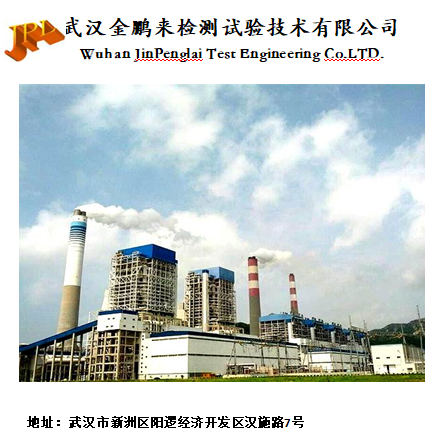 JPL 武汉金鹏来检测试验技术有限公司
Wuhan JinPenglai Test Engineering Co.LTD.
地址：武汉市新洲区阳逻经济开发区汉施路7号